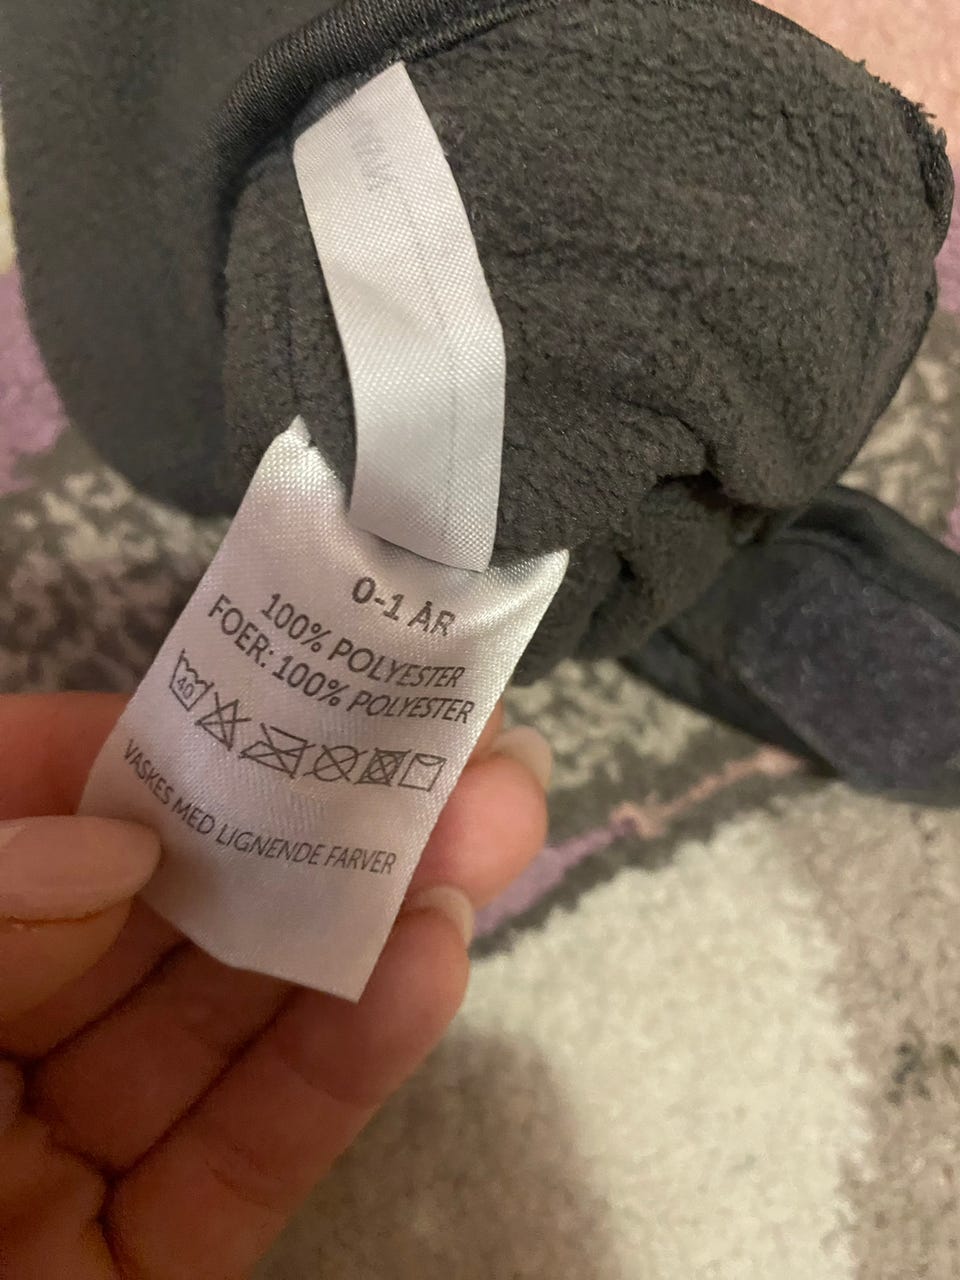 0-1 ÅR
100% POLYESTER
FOER: 100% POLYESTER
40
VASKES MED LIGNENDE FARVER